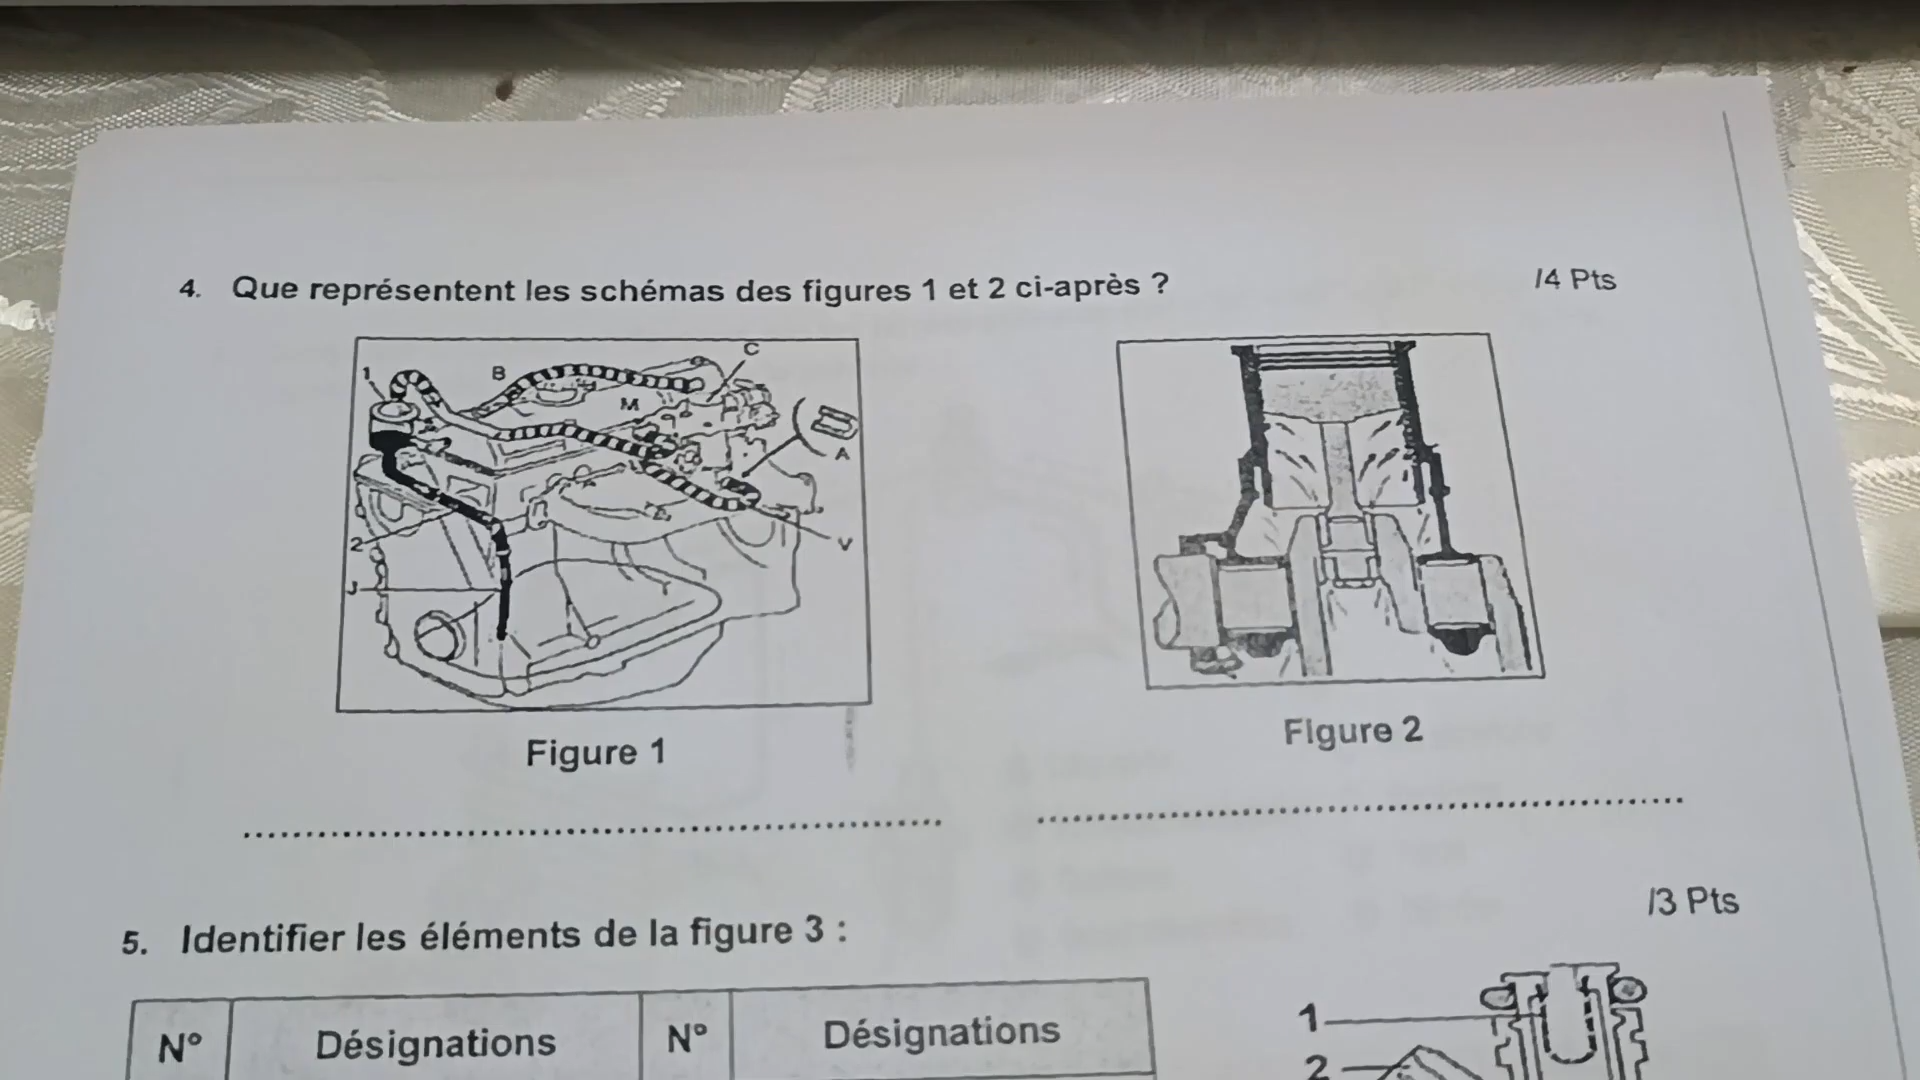 4. Que représentent les schémas des figures 1 et 2 ci-après ? /4 Pts
C
1
B
M
A
2
V
J
Figure 1
Figure 2
/3 Pts
5. Identifier les éléments de la figure 3 :
N° Désignations N° Désignations
1
2